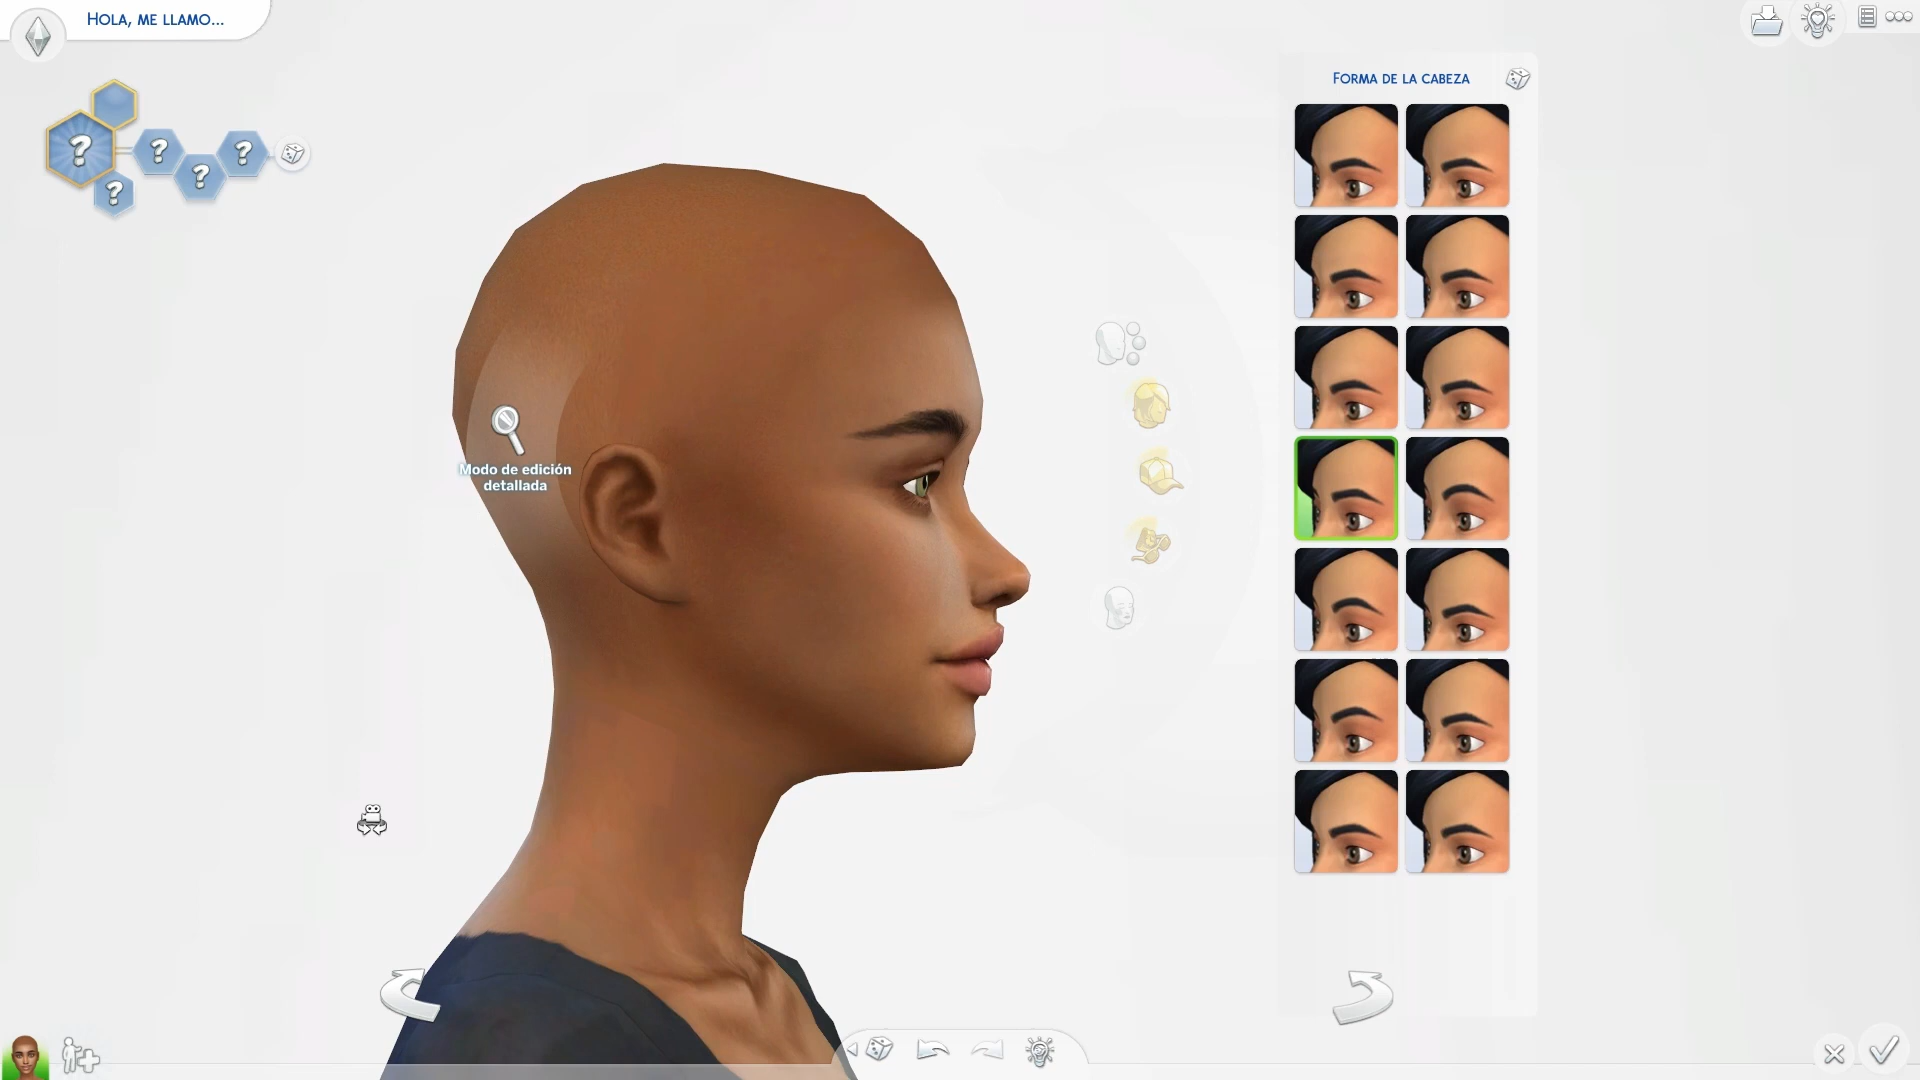 HOLA, ME LLAMO...
FORMA DE LA CABEZA
Modo de edición
detallada